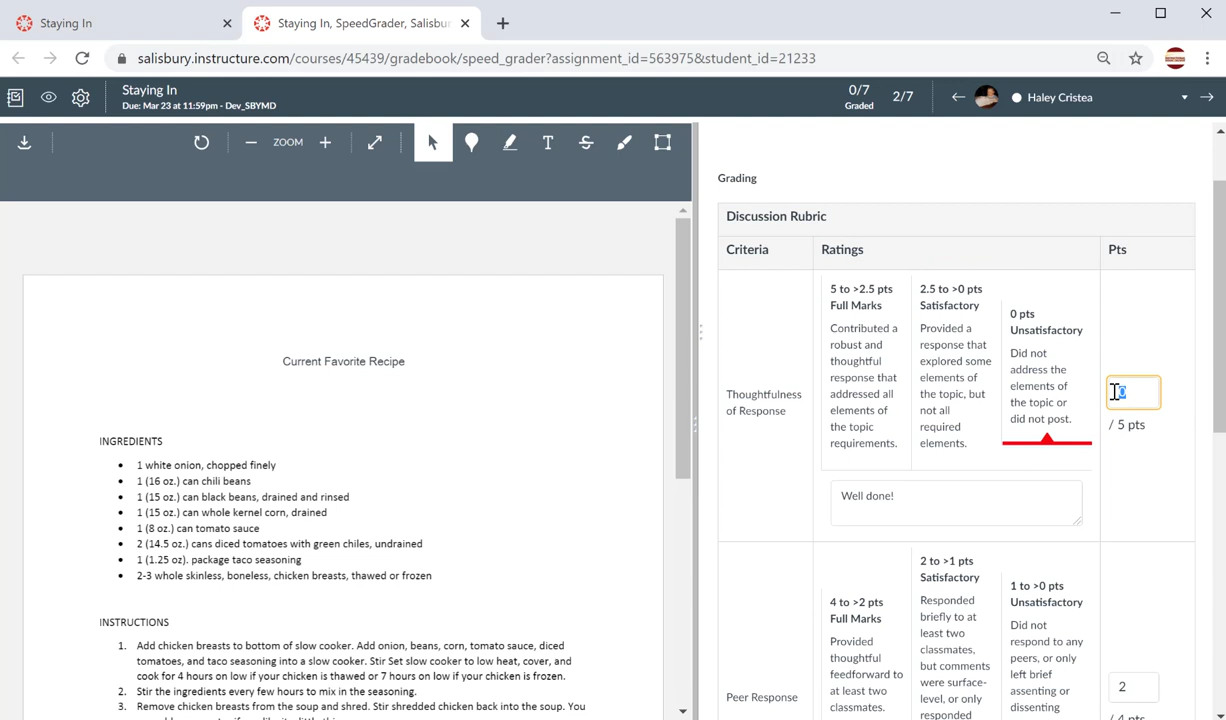 Staying In
Staying In, SpeedGrader, Salisbur
salisbury.instructure.com/courses/45439/gradebook/speed_grader?assignment_id=563975&student_id=21233
Staying In
Due: Mar 23 at 11:59pm - Dev_SBYMD
0/7
Graded
2/7
Haley Cristea
ZOOM
T
Current Favorite Recipe
INGREDIENTS
• 1 white onion, chopped finely
• 1 (16 oz.) can chili beans
• 1 (15 oz.) can black beans, drained and rinsed
• 1 (15 oz.) can whole kernel corn, drained
• 1 (8 oz.) can tomato sauce
• 2 (14.5 oz.) cans diced tomatoes with green chiles, undrained
• 1 (1.25 oz). package taco seasoning
• 2-3 whole skinless, boneless, chicken breasts, thawed or frozen
INSTRUCTIONS
1. Add chicken breasts to bottom of slow cooker. Add onion, beans, corn, tomato sauce, diced
tomatoes, and taco seasoning into a slow cooker. Stir Set slow cooker to low heat, cover, and
cook for 4 hours on low if your chicken is thawed or 7 hours on low if your chicken is frozen.
2. Stir the ingredients every few hours to mix in the seasoning.
3. Remove chicken breasts from the soup and shred. Stir shredded chicken back into the soup. You
Grading
Discussion Rubric
Criteria
Ratings
Pts
Thoughtfulness
of Response
5 to >2.5 pts
Full Marks
Contributed a
robust and
thoughtful
response that
addressed all
elements of
the topic
requirements.
2.5 to >0 pts
Satisfactory
Provided a
response that
explored some
elements of
the topic, but
not all
required
elements.
0 pts
Unsatisfactory
Did not
address the
elements of
the topic or
did not post.
0
/ 5 pts
Well done!
Peer Response
4 to >2 pts
Full Marks
Provided
thoughtful
feedforward to
at least two
classmates.
2 to >1 pts
Satisfactory
Responded
briefly to at
least two
classmates,
but comments
were surface-
level, or only
responded
1 to >0 pts
Unsatisfactory
Did not
respond to any
peers, or only
left brief
assenting or
dissenting
2
/ 4 pts